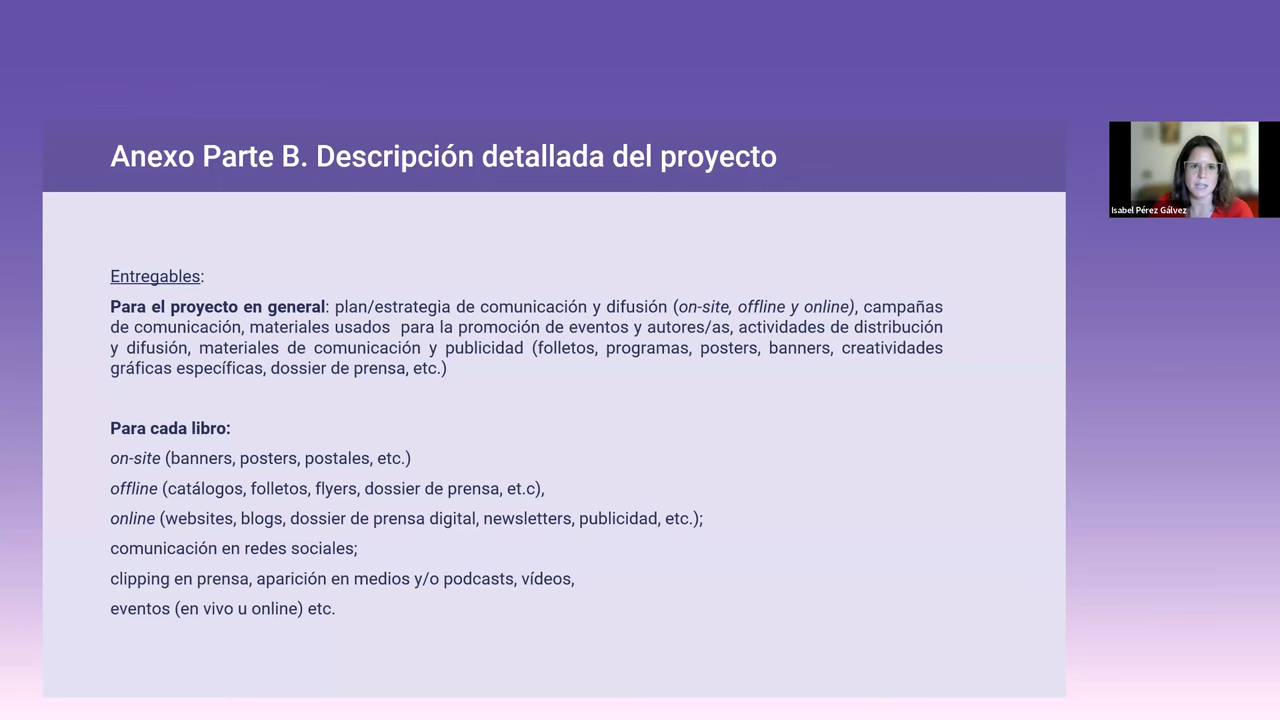 Anexo Parte B. Descripción detallada del proyecto
Isabel Pérez Gálvez
Entregables:
Para el proyecto en general: plan/estrategia de comunicación y difusión (on-site, offline y online), campañas
de comunicación, materiales usados  para la promoción de eventos y autores/as, actividades de distribución
y difusión, materiales de comunicación y publicidad (folletos, programas, posters, banners, creatividades
gráficas específicas, dossier de prensa, etc.)
Para cada libro:
on-site (banners, posters, postales, etc.)
offline (catálogos, folletos, flyers, dossier de prensa, et.c),
online (websites, blogs, dossier de prensa digital, newsletters, publicidad, etc.);
comunicación en redes sociales;
clipping en prensa, aparición en medios y/o podcasts, vídeos,
eventos (en vivo u online) etc.